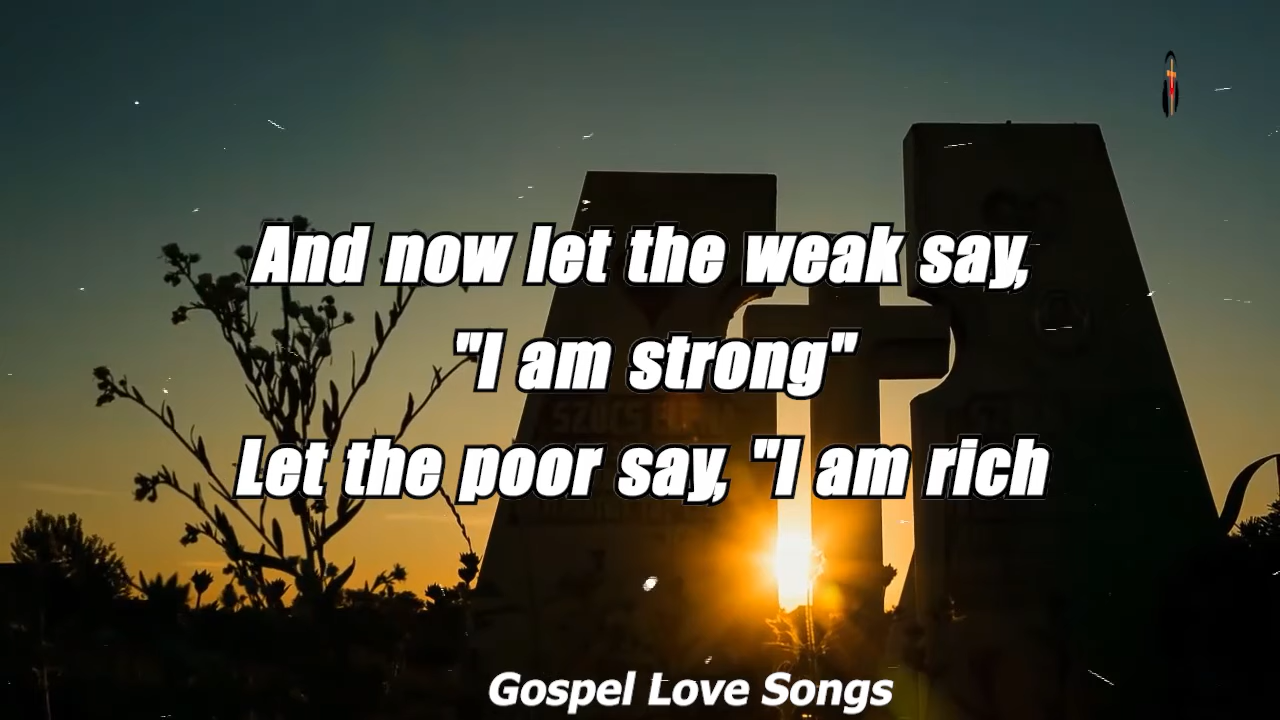 And now let the weak say,
"I am strong"
Let the poor say, "I am rich
Gospel Love Songs